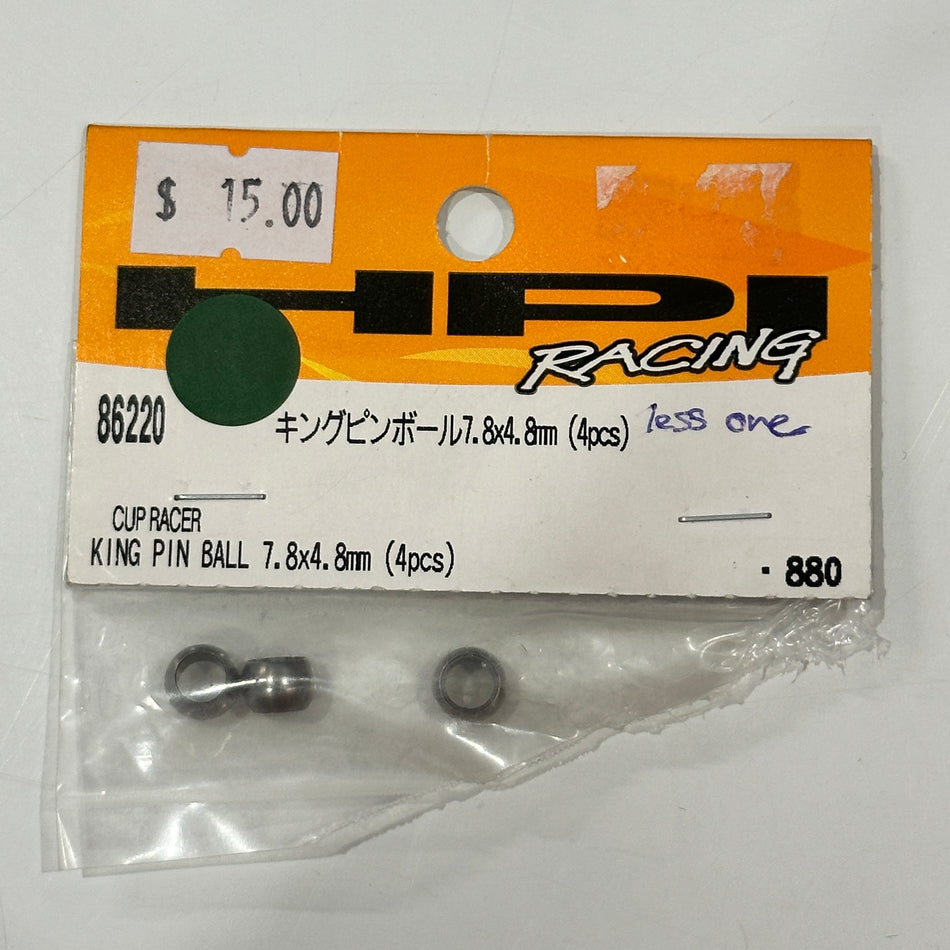 $ 15.00
HPI
RACING
86220
キングピンボール7.8x4.8mm (4pcs) less one
CUP RACER
KING PIN BALL 7.8x4.8mm (4pcs)
· 880